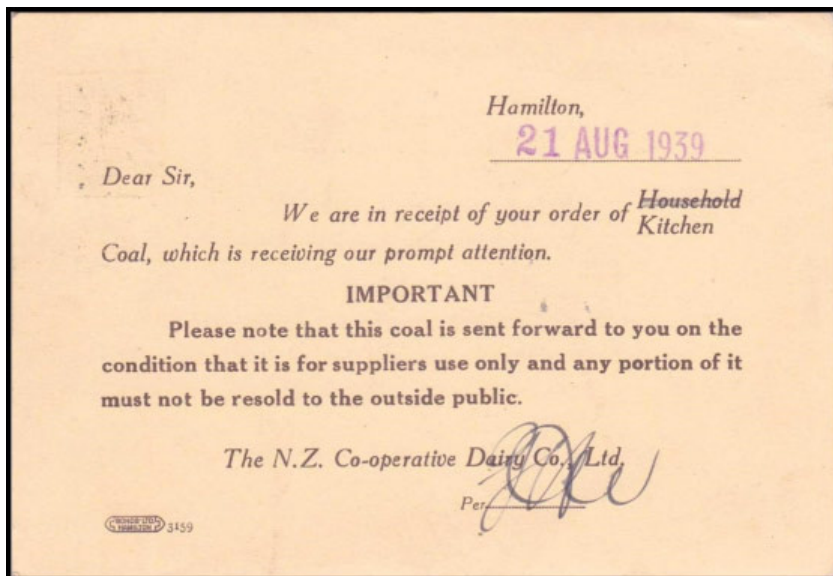 Hamilton,
21 AUG 1939
Dear Sir,
We are in receipt of your order of Household
Kitchen
Coal, which is receiving our prompt attention.
IMPORTANT
Please note that this coal is sent forward to you on the
condition that it is for suppliers use only and any portion of it
must not be resold to the outside public.
The N.Z. Co-operative Dairy Co., Ltd.
Per
HAMILTON 3159